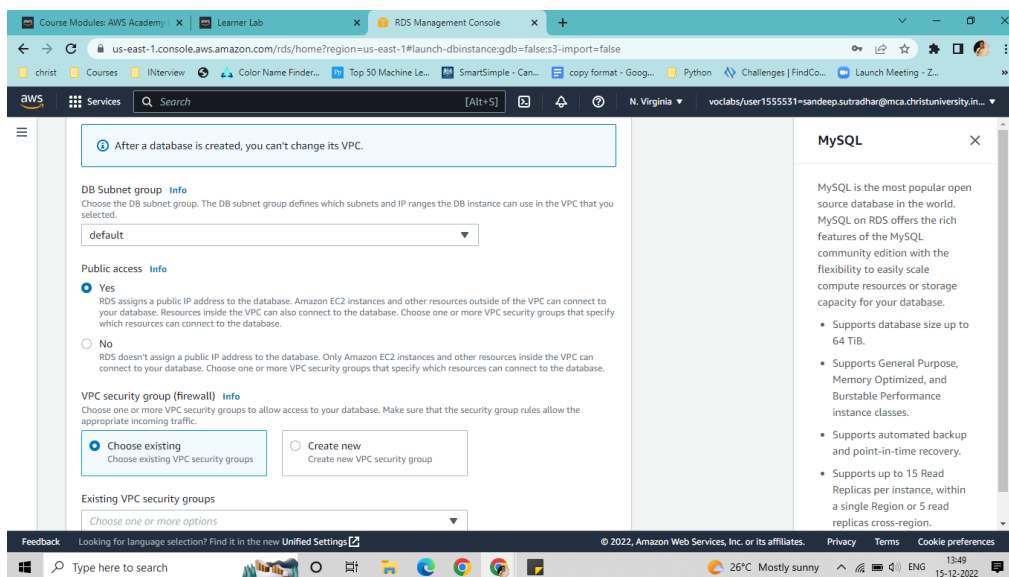 Course Modules: AWS Academy
Learner Lab
RDS Management Console
us-east-1.console.aws.amazon.com/rds/home?region=us-east-1#launch-dbinstance:gdb=false;s3-import=false
christ
Courses
INterview
Color Name Finder...
Top 50 Machine Le...
SmartSimple - Can...
copy format - Goog...
Python
Challenges | FindCo...
Launch Meeting - Z...
»
aws
Services
Search
[Alt+S]
N. Virginia
voclabs/user1555531=sandeep.sutradhar@mca.christuniversity.in...
After a database is created, you can't change its VPC.
DB Subnet group Info
Choose the DB subnet group. The DB subnet group defines which subnets and IP ranges the DB instance can use in the VPC that you
selected.
default
Public access Info
Yes
RDS assigns a public IP address to the database. Amazon EC2 instances and other resources outside of the VPC can connect to
your database. Resources inside the VPC can also connect to the database. Choose one or more VPC security groups that specify
which resources can connect to the database.
No
RDS doesn't assign a public IP address to the database. Only Amazon EC2 instances and other resources inside the VPC can
connect to your database. Choose one or more VPC security groups that specify which resources can connect to the database.
VPC security group (firewall) Info
Choose one or more VPC security groups to allow access to your database. Make sure that the security group rules allow the
appropriate incoming traffic.
Choose existing
Choose existing VPC security groups
Create new
Create new VPC security group
Existing VPC security groups
Choose one or more options
MySQL
MySQL is the most popular open
source database in the world.
MySQL on RDS offers the rich
features of the MySQL
community edition with the
flexibility to easily scale
compute resources or storage
capacity for your database.
• Supports database size up to
64 TiB.
• Supports General Purpose,
Memory Optimized, and
Burstable Performance
instance classes.
• Supports automated backup
and point-in-time recovery.
• Supports up to 15 Read
Replicas per instance, within
a single Region or 5 read
replicas cross-region.
Feedback
Looking for language selection? Find it in the new Unified Settings
© 2022, Amazon Web Services, Inc. or its affiliates.
Privacy
Terms
Cookie preferences
Type here to search
26°C Mostly sunny
ENG
13:49
15-12-2022